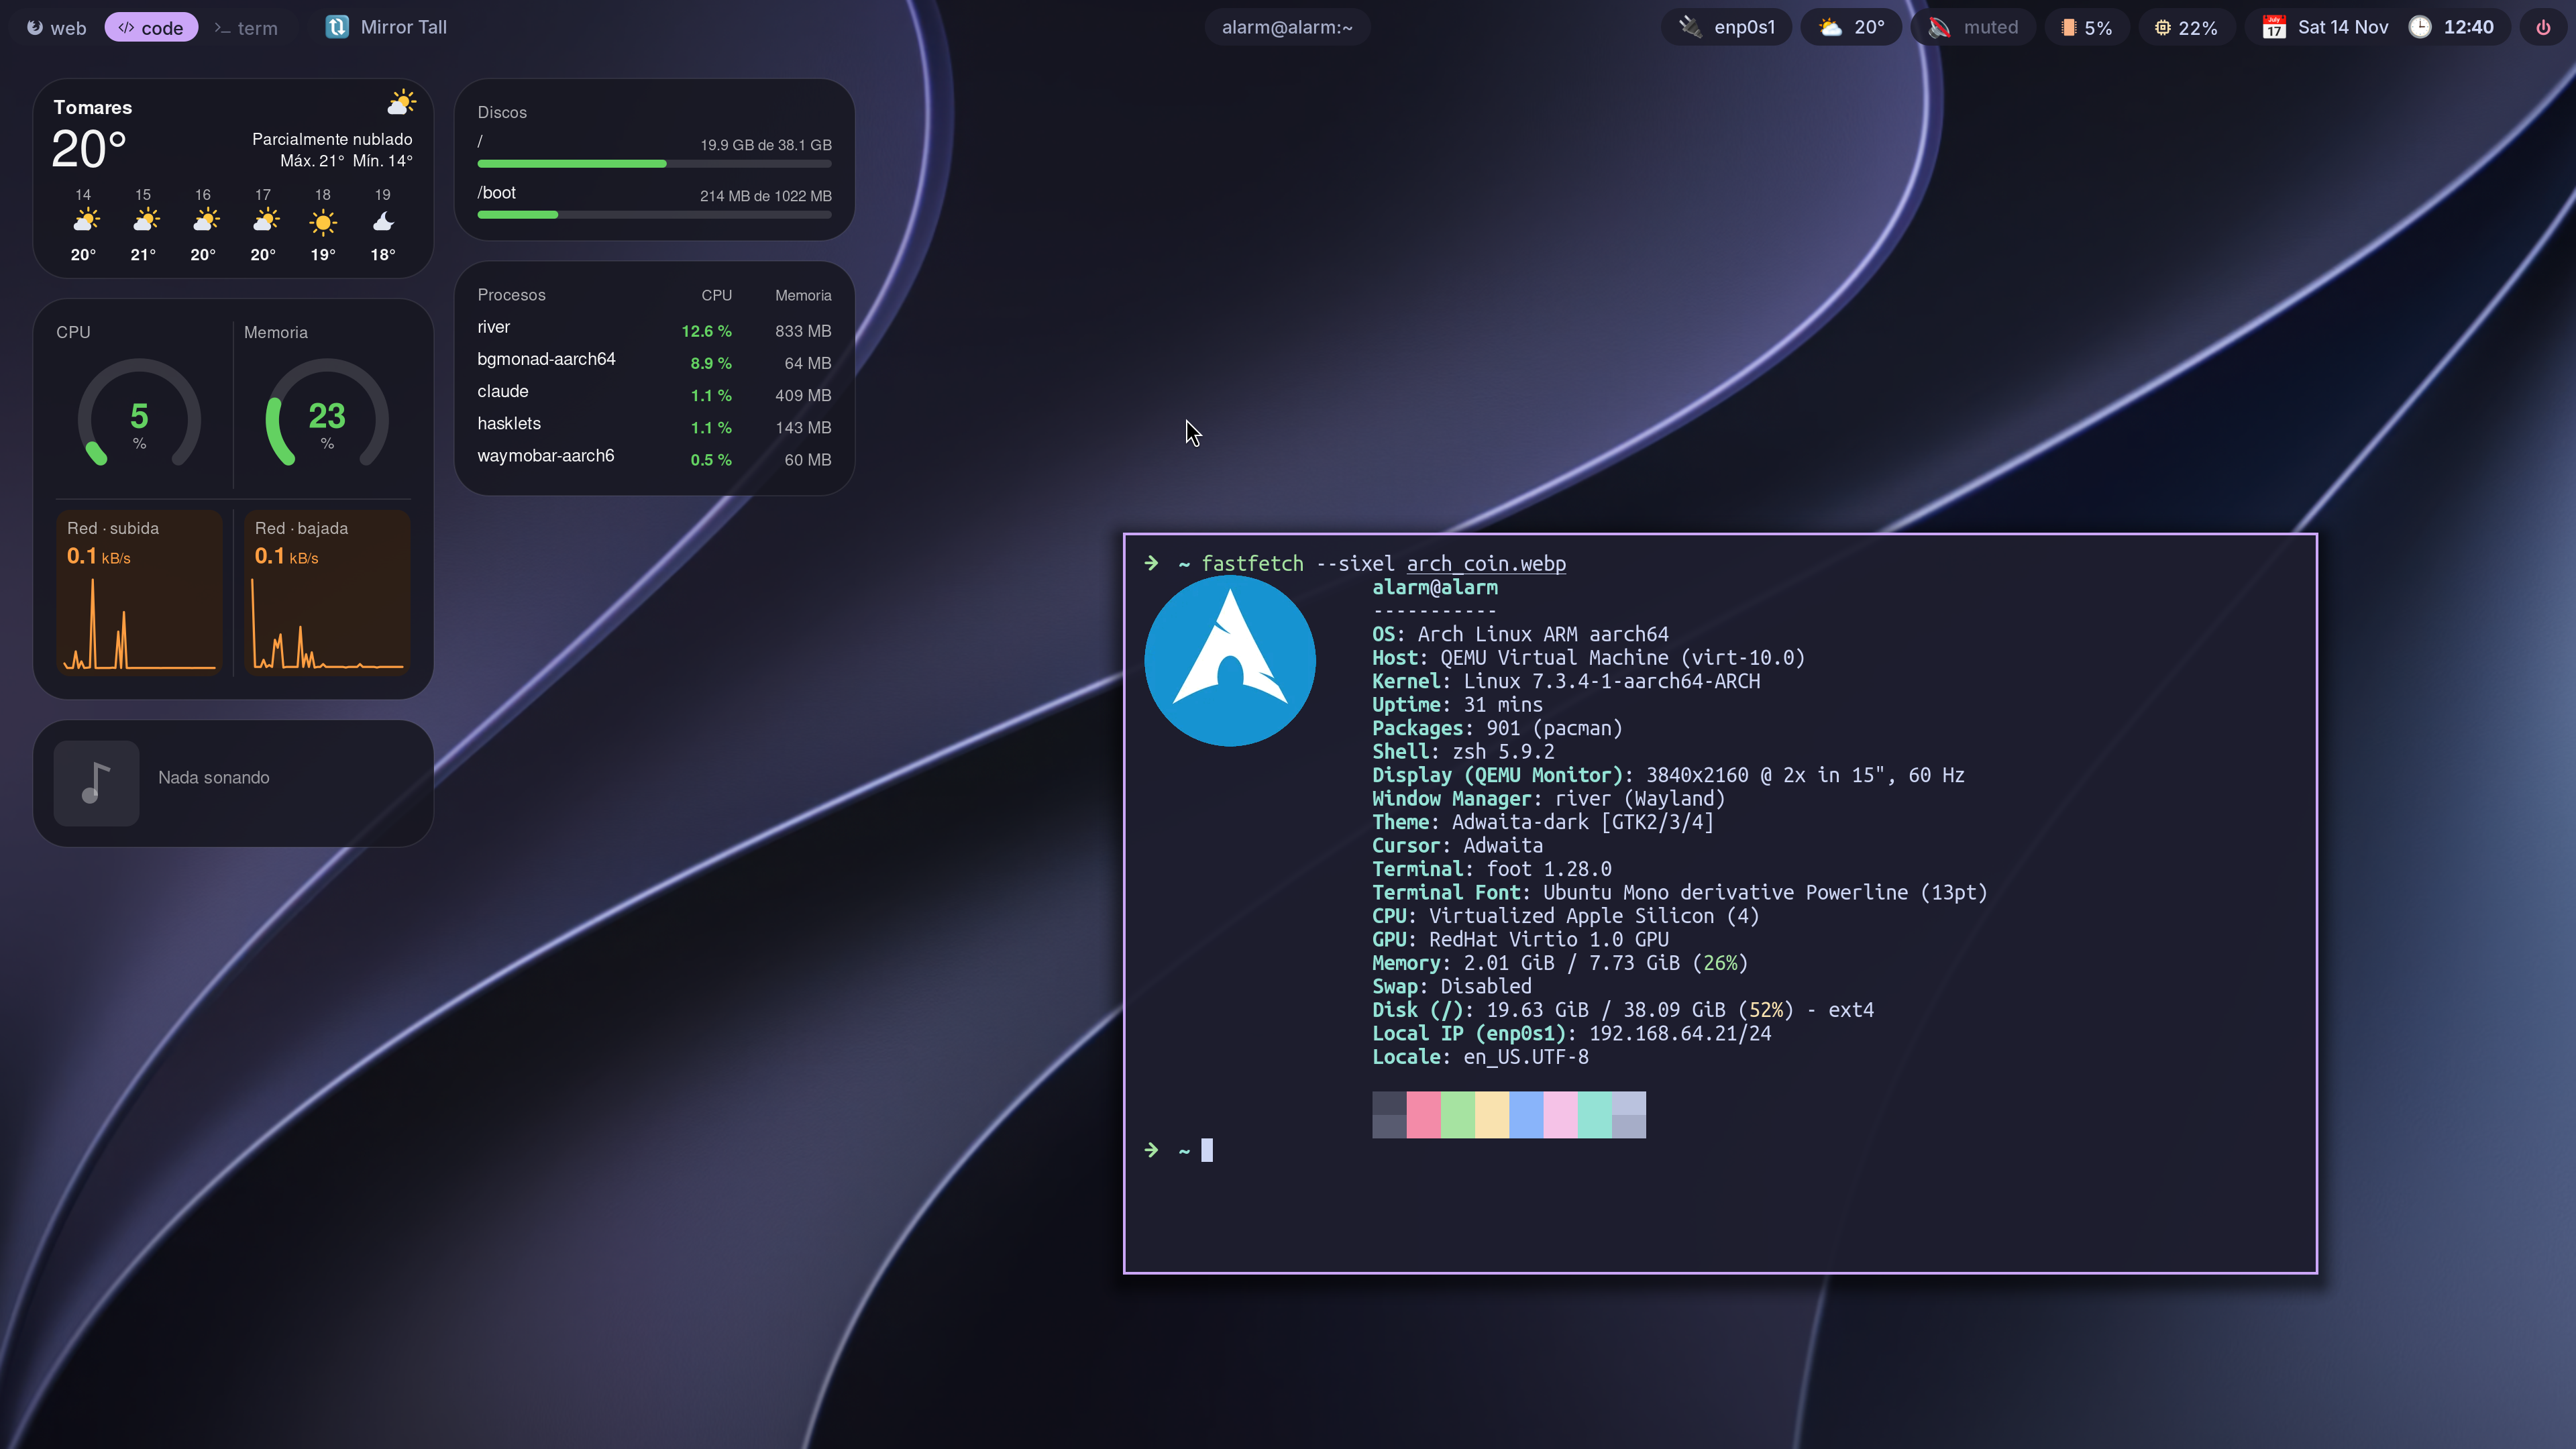 web code term Mirror Tall
alarm@alarm:~
enp0s1 20° muted 5% 22% Sat 14 Nov 12:40
Tomares
20°
Parcialmente nublado
Máx. 21° Mín. 14°
14 15 16 17 18 19
20° 21° 20° 20° 19° 18°
CPU Memoria
5 23
% %
Red · subida Red · bajada
0.1 kB/s 0.1 kB/s
Nada sonando
Discos
/ 19.9 GB de 38.1 GB
/boot 214 MB de 1022 MB
Procesos CPU Memoria
river 12.6 % 833 MB
bgmonad-aarch64 8.9 % 64 MB
claude 1.1 % 409 MB
hasklets 1.1 % 143 MB
waymobar-aarch6 0.5 % 60 MB
➜ ~ fastfetch --sixel arch_coin.webp
alarm@alarm
-----------
OS: Arch Linux ARM aarch64
Host: QEMU Virtual Machine (virt-10.0)
Kernel: Linux 7.3.4-1-aarch64-ARCH
Uptime: 31 mins
Packages: 901 (pacman)
Shell: zsh 5.9.2
Display (QEMU Monitor): 3840x2160 @ 2x in 15", 60 Hz
Window Manager: river (Wayland)
Theme: Adwaita-dark [GTK2/3/4]
Cursor: Adwaita
Terminal: foot 1.28.0
Terminal Font: Ubuntu Mono derivative Powerline (13pt)
CPU: Virtualized Apple Silicon (4)
GPU: RedHat Virtio 1.0 GPU
Memory: 2.01 GiB / 7.73 GiB (26%)
Swap: Disabled
Disk (/): 19.63 GiB / 38.09 GiB (52%) - ext4
Local IP (enp0s1): 192.168.64.21/24
Locale: en_US.UTF-8
➜ ~